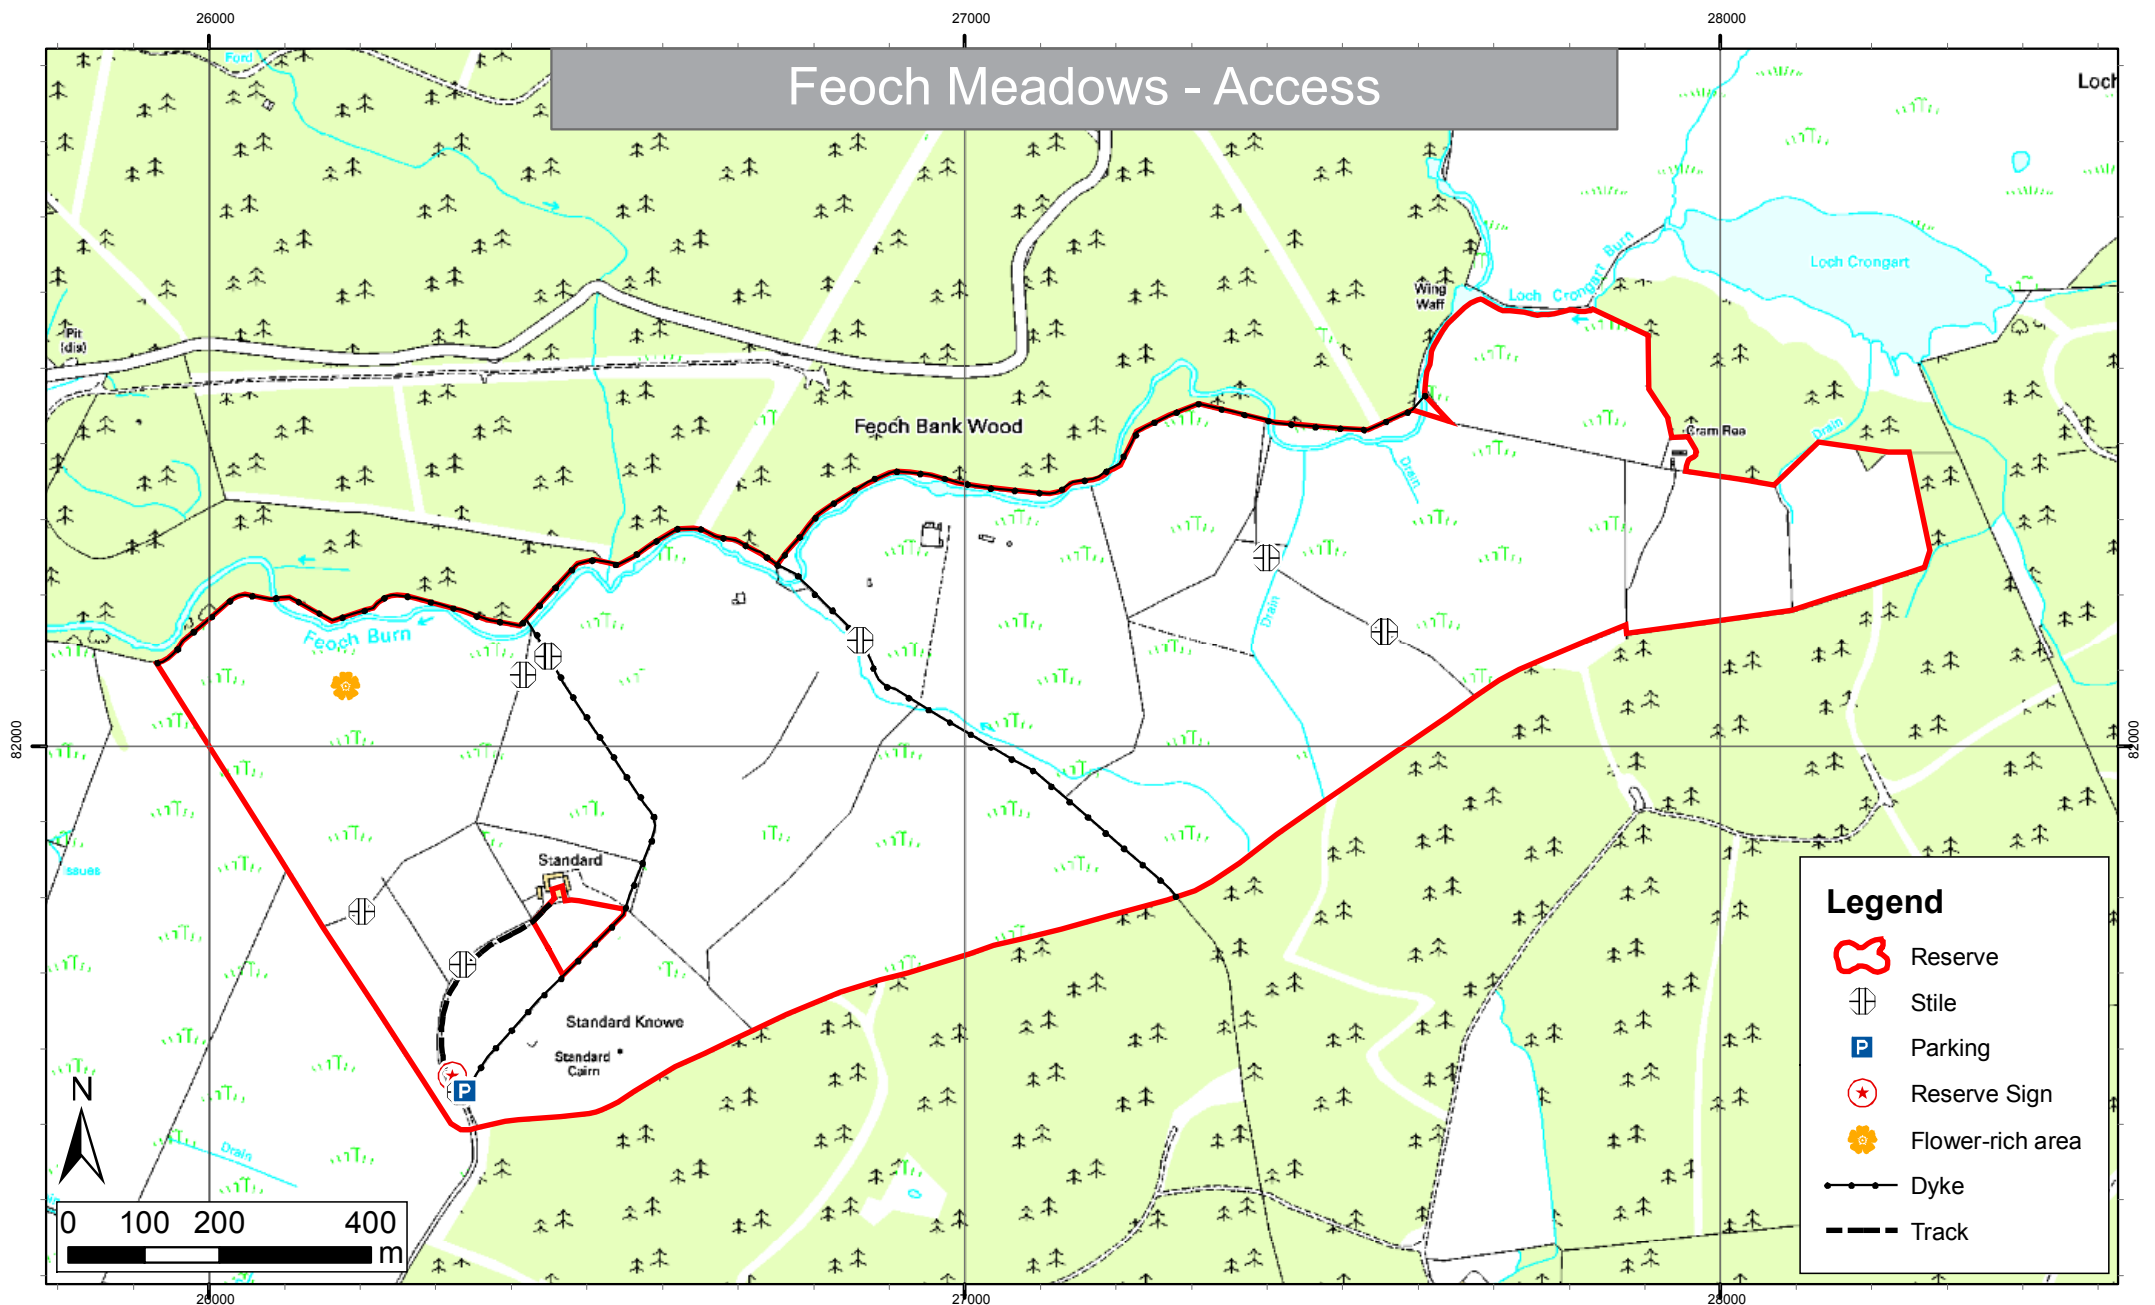 26000
27000
28000
Feoch Meadows - Access
Ford
Loch
Loch Crongart Burn
Loch Crongart
Wing
Waff
Pit
(dis)
Feoch Bank Wood
Cram Rea
Drain
Drain
Drain
Feoch Burn
82000
82000
Standard
ssues
Standard Knowe
Standard
Cairn
Drain
N
0 100 200 400
m
Legend
Reserve
Stile
P Parking
Reserve Sign
Flower-rich area
Dyke
Track
P
26000
27000
28000